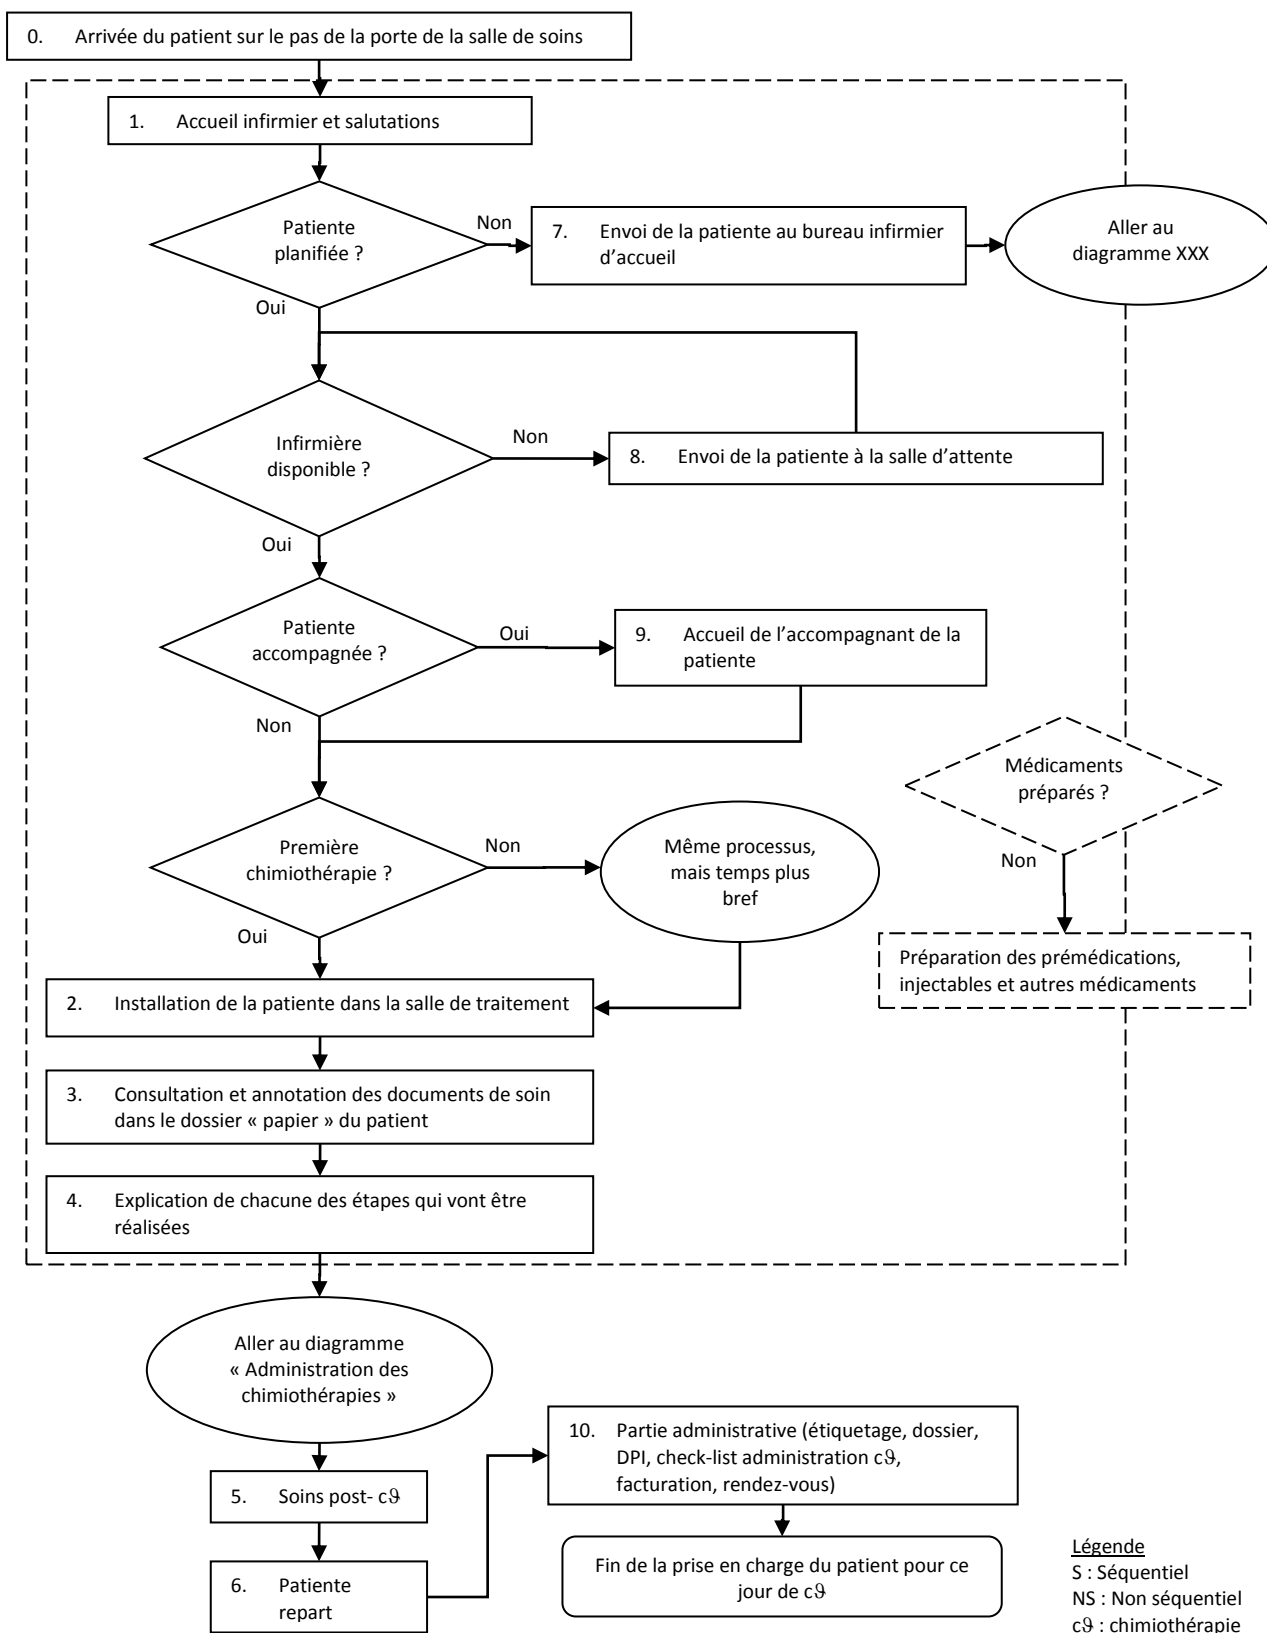 0. Arrivée du patient sur le pas de la porte de la salle de soins
1. Accueil infirmier et salutations
Patiente
planifiée ?
Non
7. Envoi de la patiente au bureau infirmier
d’accueil
Aller au
diagramme XXX
Oui
Infirmière
disponible ?
Non
8. Envoi de la patiente à la salle d’attente
Oui
Patiente
accompagnée ?
Oui
9. Accueil de l’accompagnant de la
patiente
Non
Médicaments
préparés ?
Non
Préparation des prémédications,
injectables et autres médicaments
Première
chimiothérapie ?
Non
Même processus,
mais temps plus
bref
Oui
2. Installation de la patiente dans la salle de traitement
3. Consultation et annotation des documents de soin
dans le dossier « papier » du patient
4. Explication de chacune des étapes qui vont être
réalisées
Aller au diagramme
« Administration des
chimiothérapies »
5. Soins post- cϑ
6. Patiente
repart
10. Partie administrative (étiquetage, dossier,
DPI, check-list administration cϑ,
facturation, rendez-vous)
Fin de la prise en charge du patient pour ce
jour de cϑ
Légende
S : Séquentiel
NS : Non séquentiel
cϑ : chimiothérapie